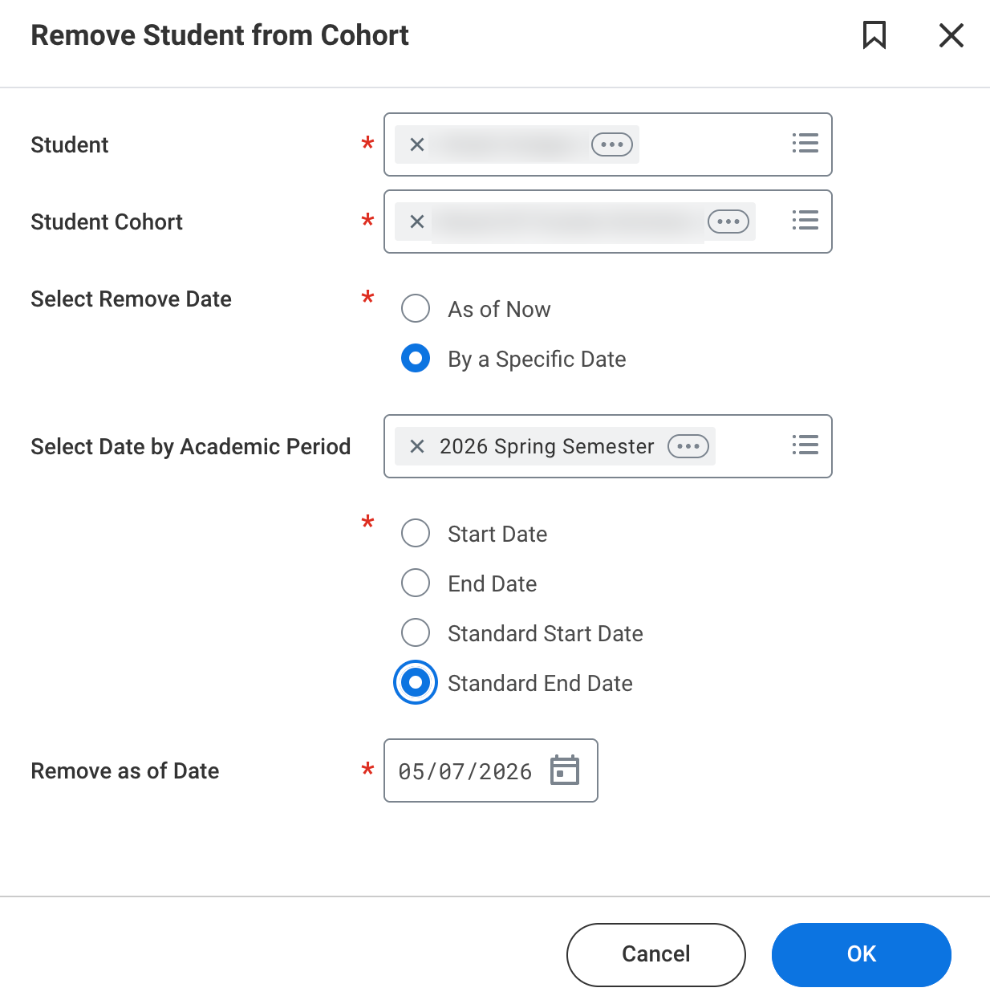 Remove Student from Cohort
Student *
Student Cohort *
Select Remove Date *
As of Now
By a Specific Date
Select Date by Academic Period
2026 Spring Semester
*
Start Date
End Date
Standard Start Date
Standard End Date
Remove as of Date * 05/07/2026
Cancel OK